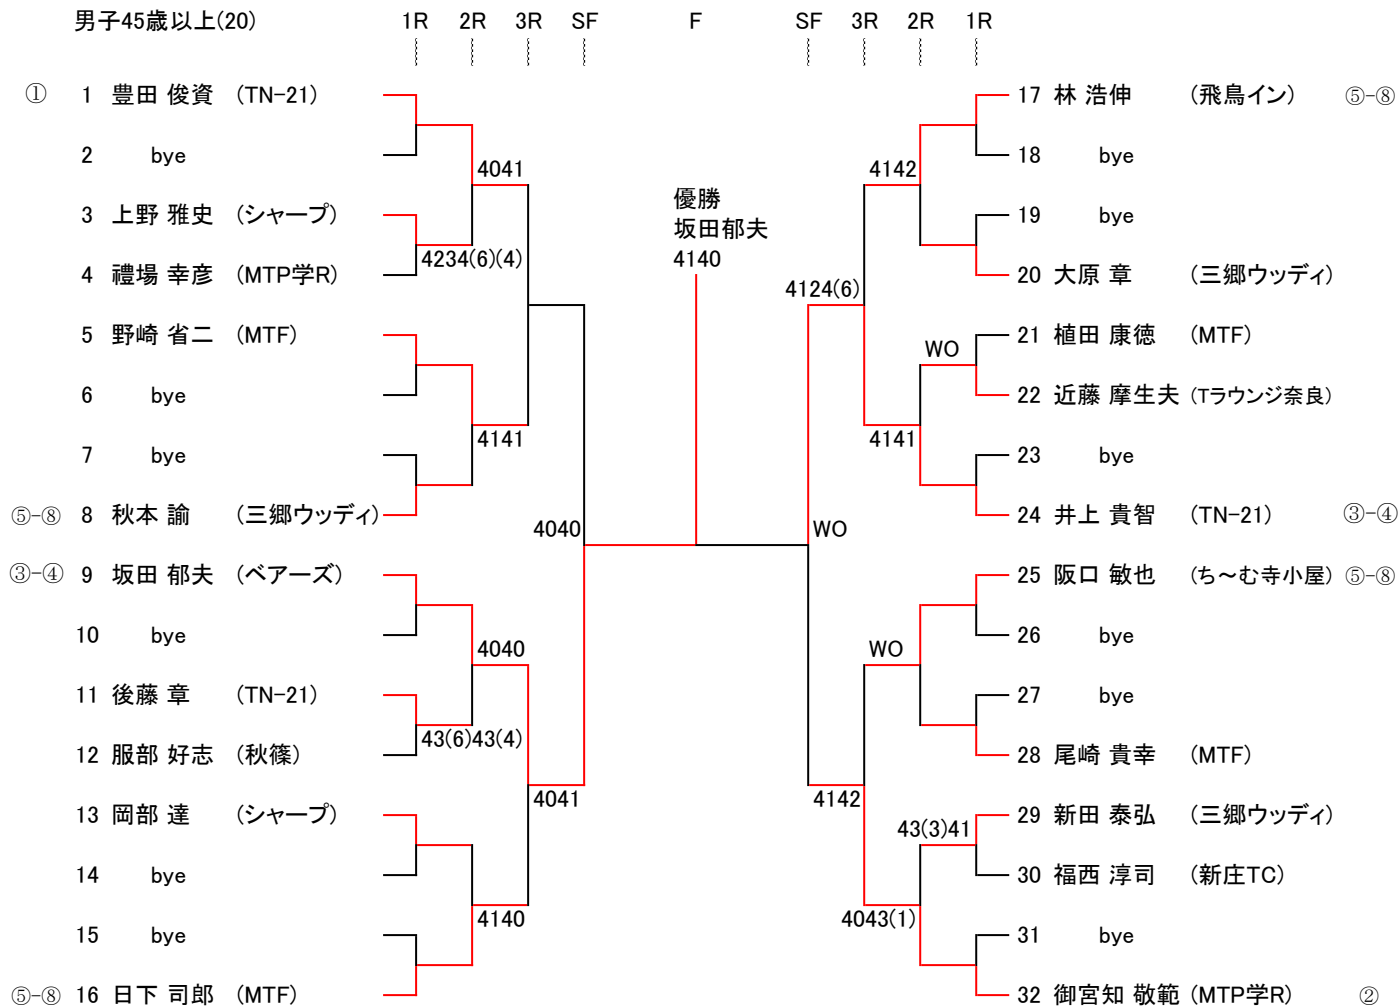 男子45歳以上(20) 1R 2R 3R SF F SF 3R 2R 1R
① 1 豊田 俊資 (TN-21)
2 bye
4041
3 上野 雅史 (シャープ)
4234(6)(4)
4 禮場 幸彦 (MTP学R)
5 野崎 省二 (MTF)
6 bye
4141
7 bye
⑤-⑧ 8 秋本 諭 (三郷ウッディ)
4040
③-④ 9 坂田 郁夫 (ベアーズ)
10 bye
4040
11 後藤 章 (TN-21)
43(6)43(4)
12 服部 好志 (秋篠)
4041
13 岡部 達 (シャープ)
14 bye
4140
15 bye
⑤-⑧ 16 日下 司郎 (MTF)
優勝
坂田郁夫
4140
17 林 浩伸 (飛鳥イン) ⑤-⑧
18 bye
4142
19 bye
20 大原 章 (三郷ウッディ)
4124(6)
21 植田 康徳 (MTF)
WO
22 近藤 摩生夫 (Tラウンジ奈良)
4141
23 bye
24 井上 貴智 (TN-21) ③-④
WO
25 阪口 敏也 (ち～む寺小屋) ⑤-⑧
26 bye
WO
27 bye
28 尾崎 貴幸 (MTF)
4142
29 新田 泰弘 (三郷ウッディ)
43(3)41
30 福西 淳司 (新庄TC)
4043(1)
31 bye
32 御宮知 敬範 (MTP学R) ②